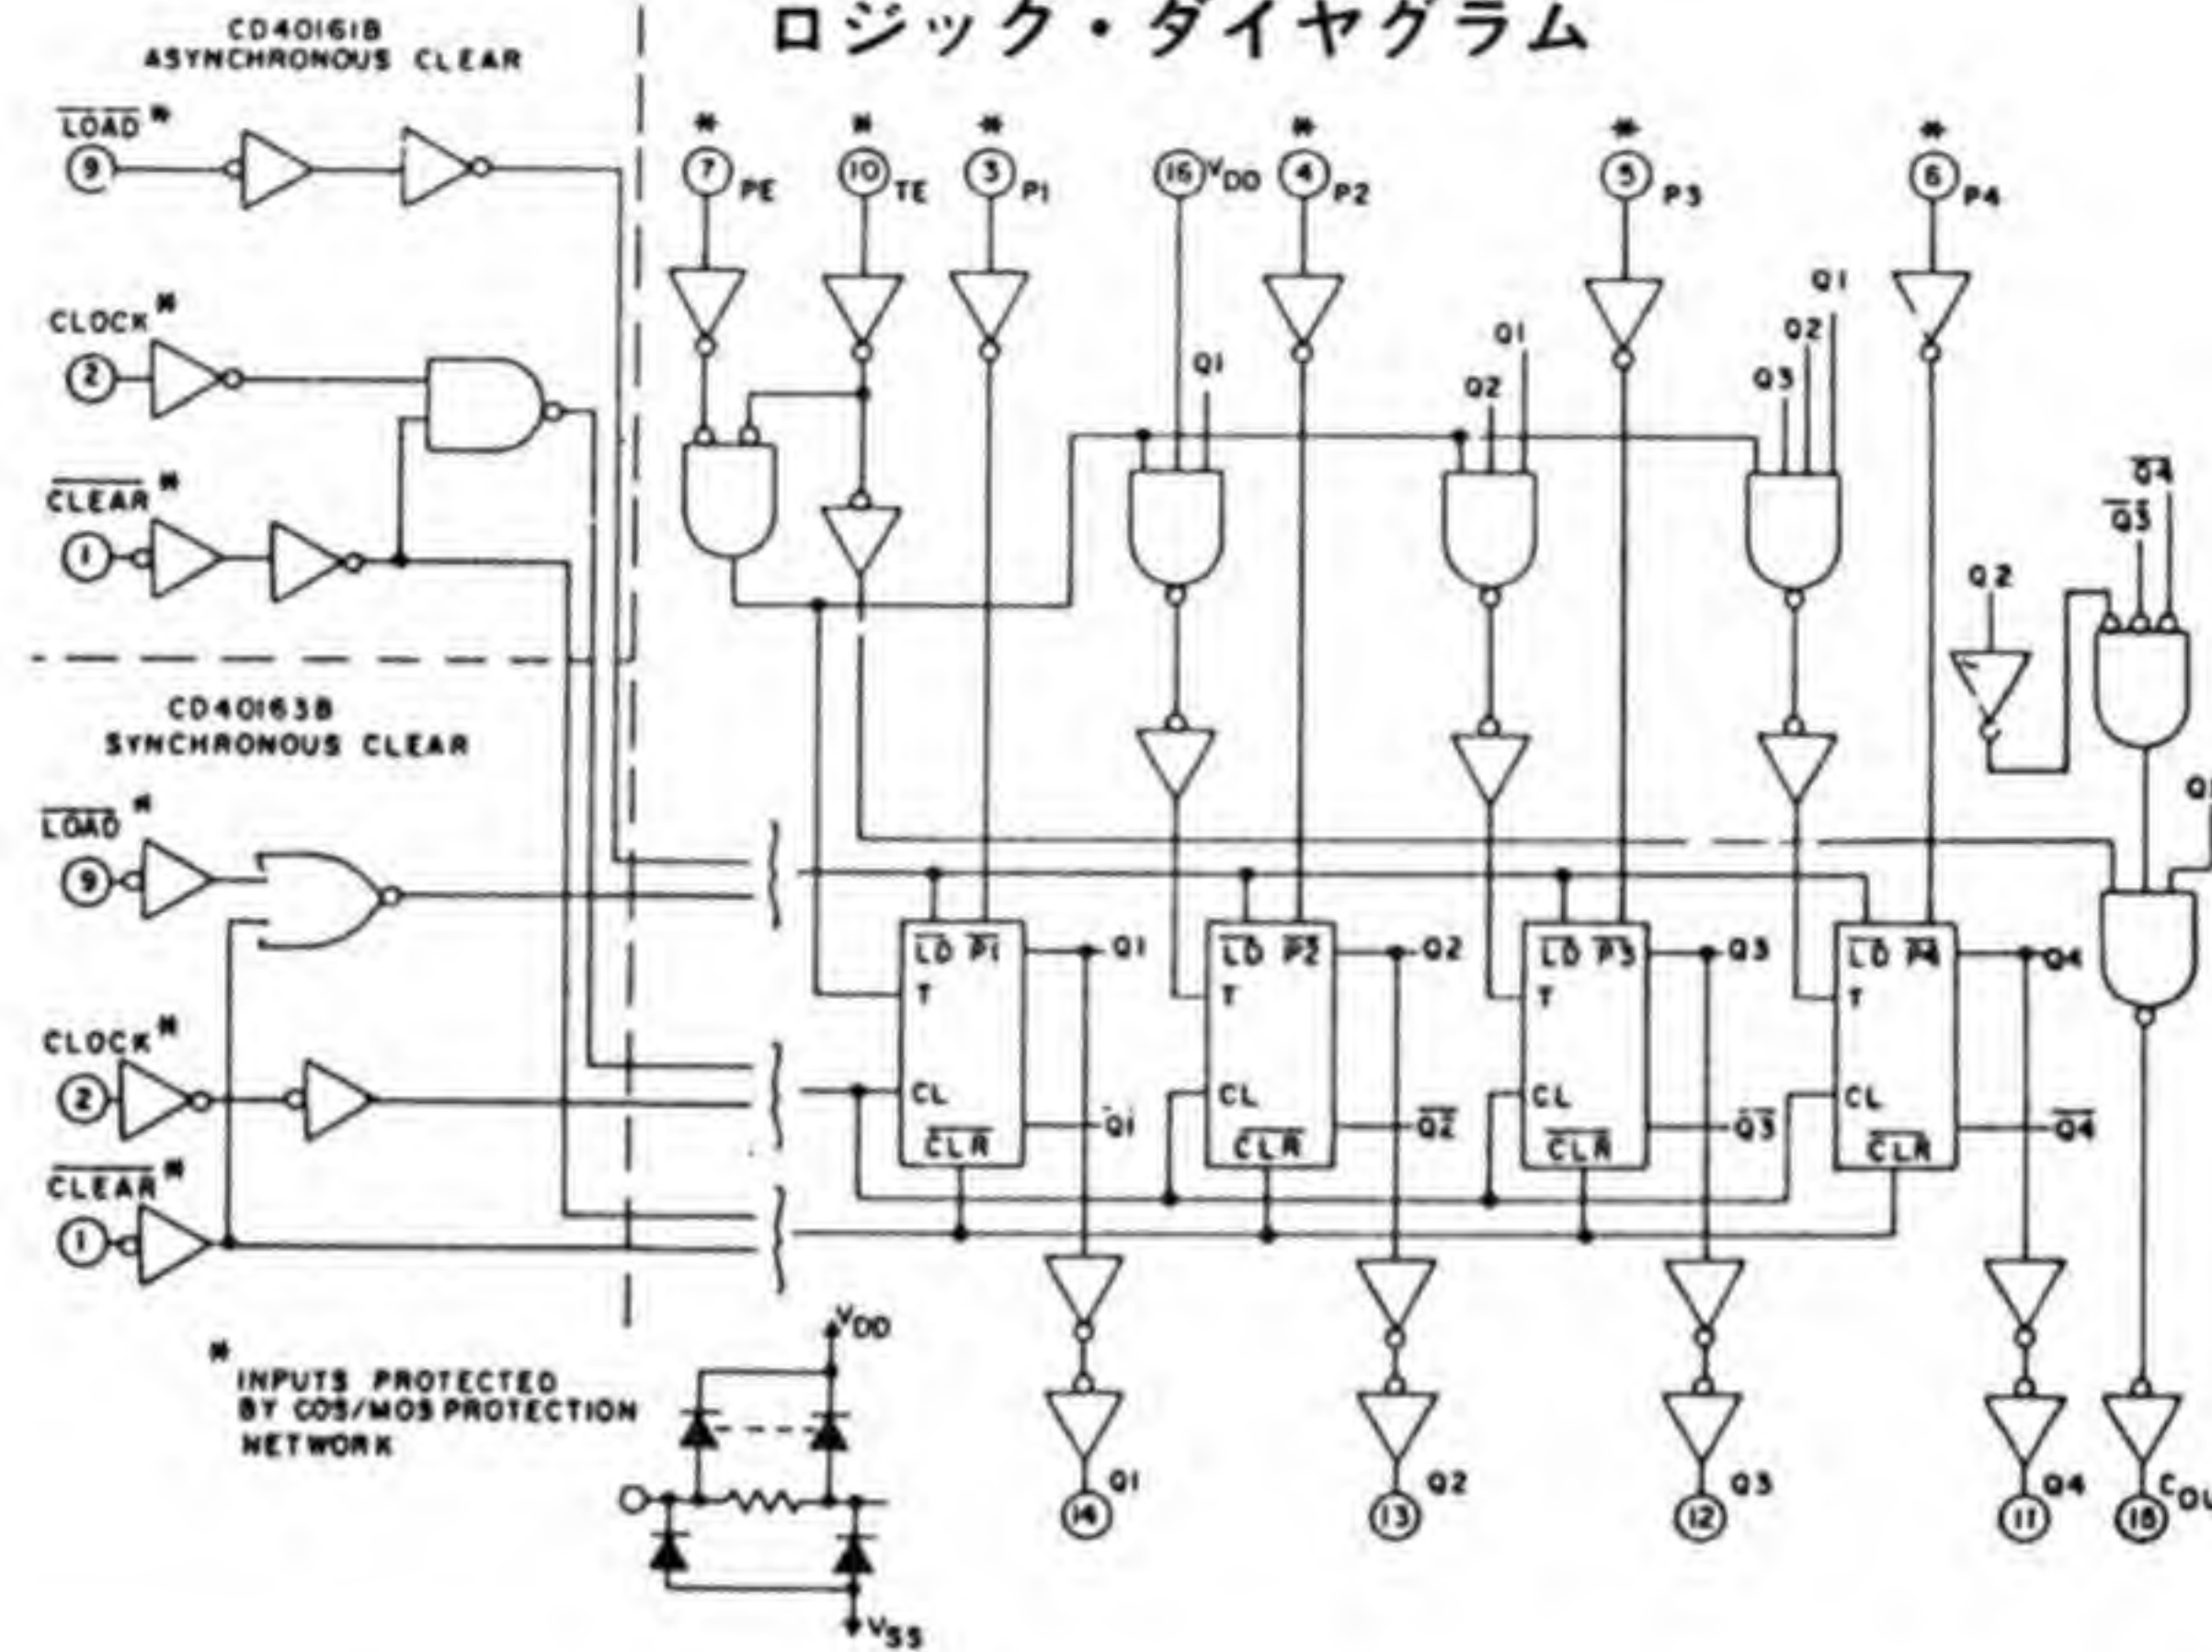 ロジック・ダイヤグラム
CD40161B
ASYNCHRONOUS CLEAR
LOAD*
9
CLOCK*
2
CLEAR*
1
CD40163B
SYNCHRONOUS CLEAR
LOAD*
9
CLOCK*
2
CLEAR*
1
*
INPUTS PROTECTED
BY COS/MOS PROTECTION
NETWORK
VDD
VSS
* * * * * *
7 PE
10 TE
3 P1
16 VDD
4 P2
5 P3
6 P4
Q1
Q2 Q1
Q3 Q2 Q1
Q2
Q3 Q4
LD P1 Q1
T
CL
CLR Q1
LD P2 Q2
T
CL
CLR Q2
LD P3 Q3
T
CL
CLR Q3
LD P4 Q4
T
CL
CLR Q4
14 Q1
13 Q2
12 Q3
11 Q4
15